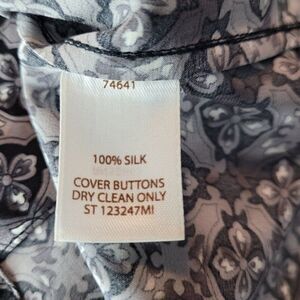 74641
100% SILK
COVER BUTTONS
DRY CLEAN ONLY
ST 123247MI